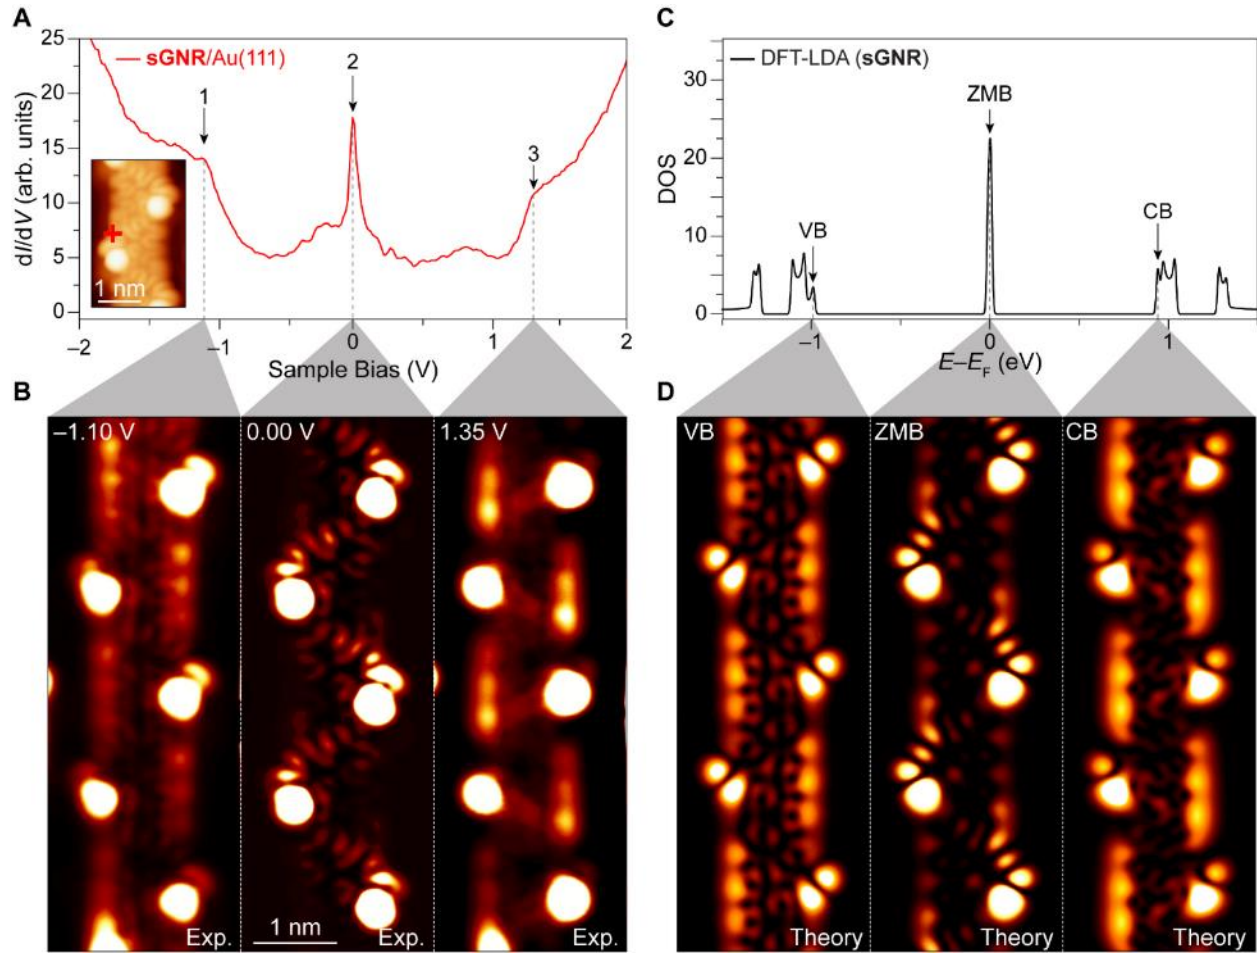 A
sGNR/Au(111)
dI/dV (arb. units)
25
20
15
10
5
0
1
2
3
1 nm
–2
–1
0
1
2
Sample Bias (V)
C
DFT-LDA (sGNR)
DOS
30
20
10
0
VB
ZMB
CB
–1
0
1
E–EF (eV)
B
–1.10 V
0.00 V
1.35 V
Exp.
1 nm
Exp.
Exp.
D
VB
ZMB
CB
Theory
Theory
Theory